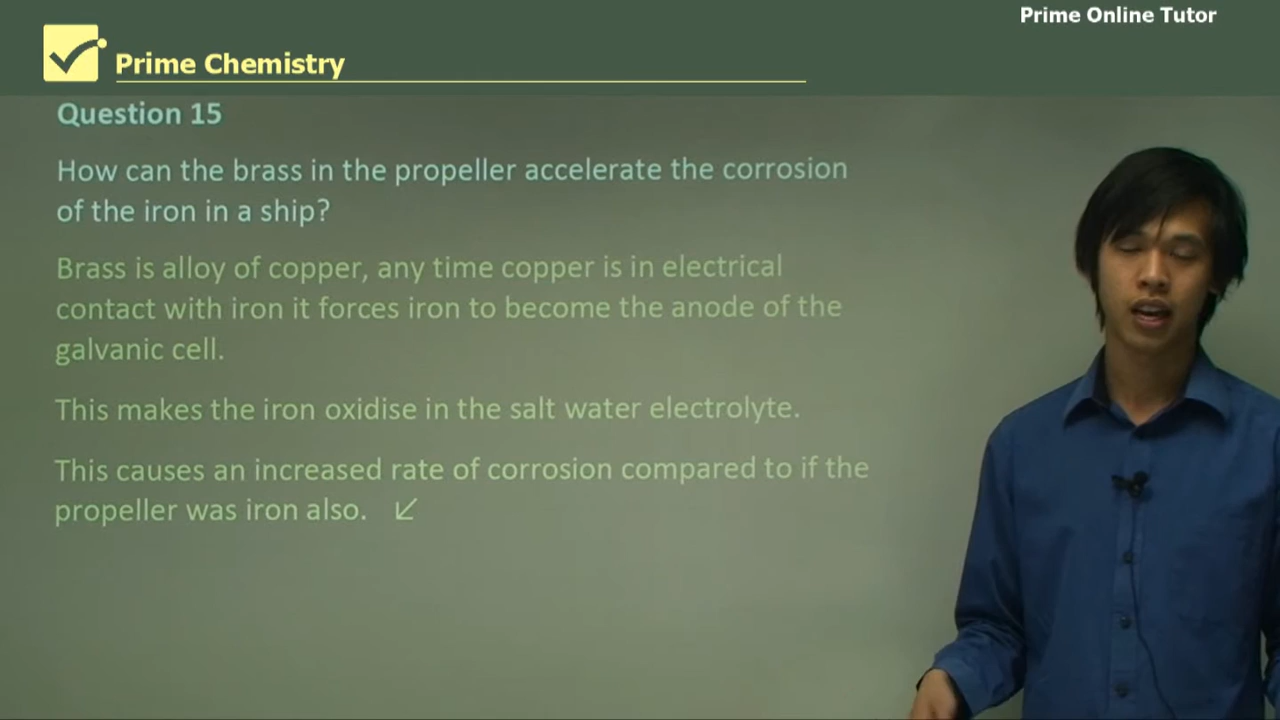 Prime Online Tutor
Prime Chemistry
Question 15
How can the brass in the propeller accelerate the corrosion
of the iron in a ship?
Brass is alloy of copper, any time copper is in electrical
contact with iron it forces iron to become the anode of the
galvanic cell.
This makes the iron oxidise in the salt water electrolyte.
This causes an increased rate of corrosion compared to if the
propeller was iron also.